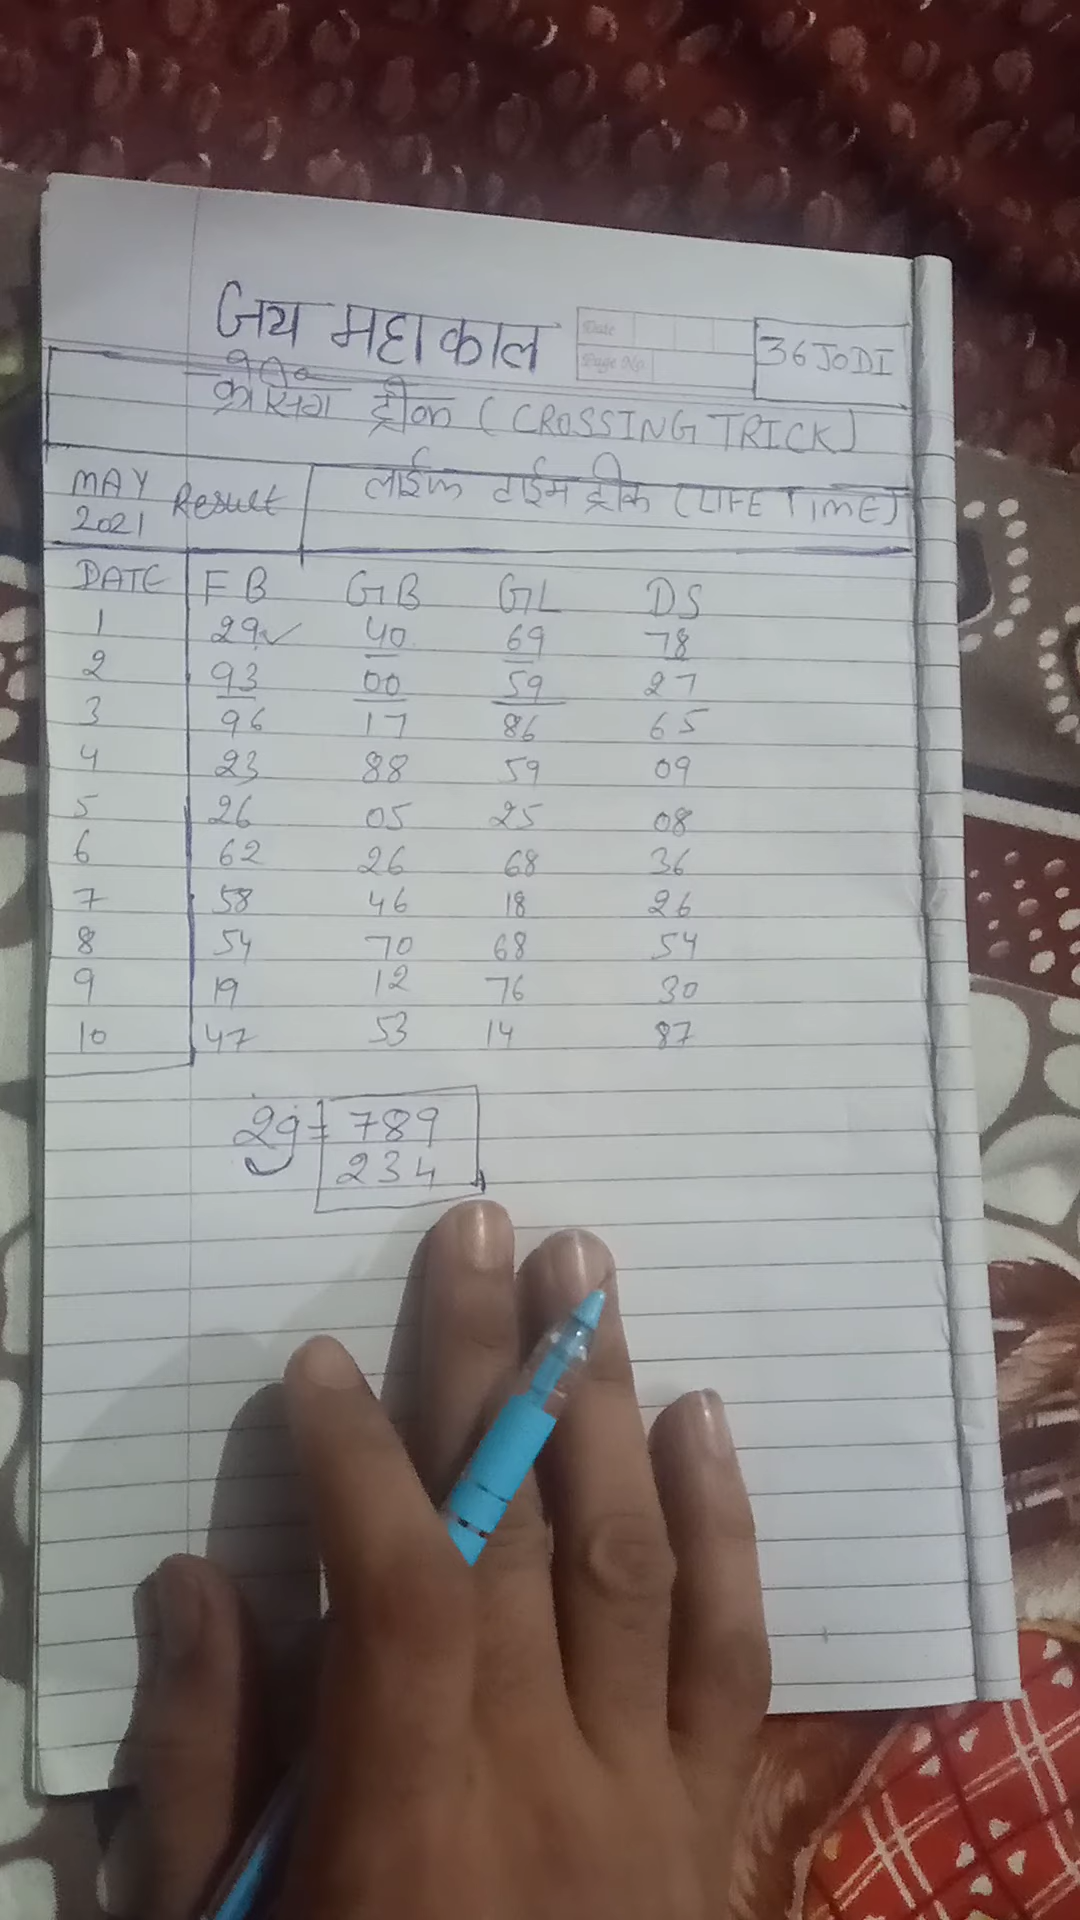 जय महाकाल
Date
Page No.
36 JODI
क्रोसिंग ट्रीक (CROSSING TRICK)
MAY 2021 Result
लाईफ टाईम ट्रीक (LIFE TIME)
DATE FB GB GL DS
1 29 ✓ 40 69 78
2 93 00 59 27
3 96 17 86 65
4 23 88 59 09
5 26 05 25 08
6 62 26 68 36
7 58 46 18 26
8 54 70 68 54
9 19 12 76 30
10 47 53 14 87
29 = 789
234